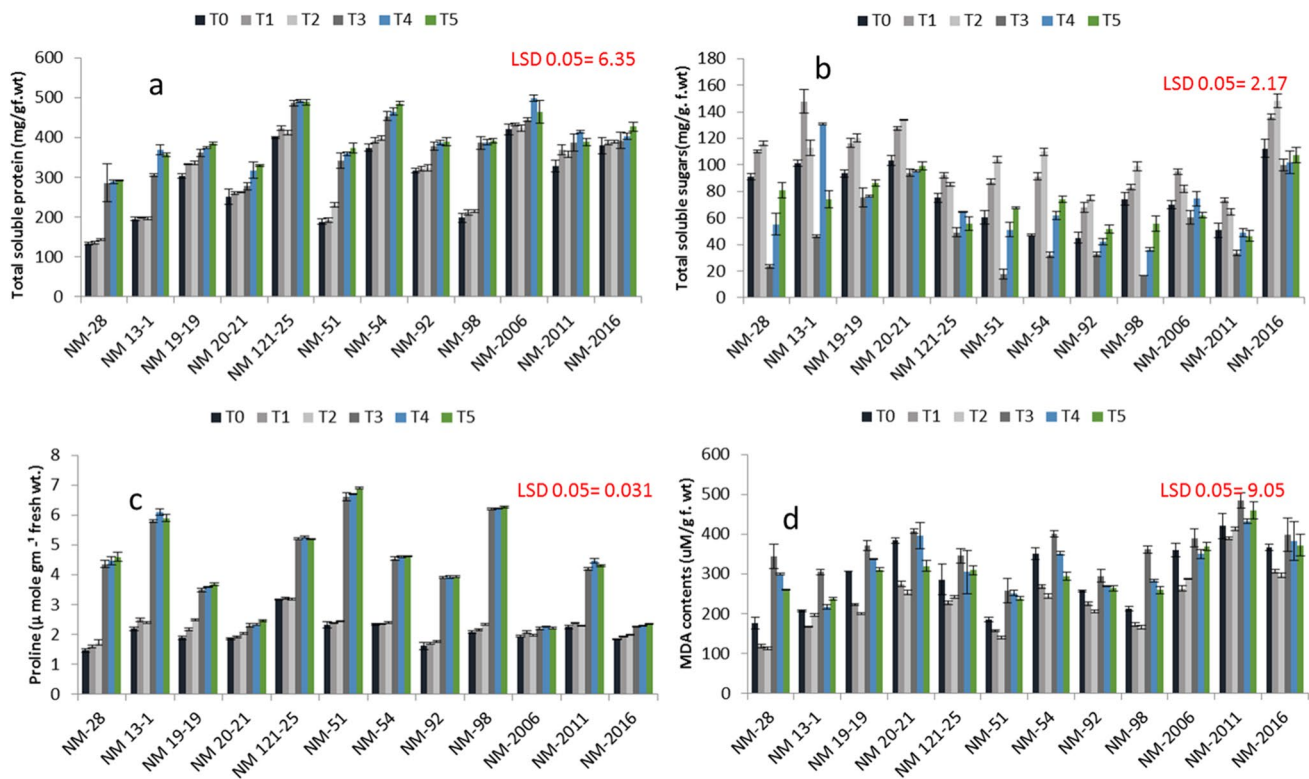 T0 T1 T2 T3 T4 T5
LSD 0.05= 6.35
a
Total soluble protein (mg/gf.wt)
600
500
400
300
200
100
0
NM-28 NM 13-1 NM 19-19 NM 20-21 NM 121-25 NM-51 NM-54 NM-92 NM-98 NM-2006 NM-2011 NM-2016
T0 T1 T2 T3 T4 T5
LSD 0.05= 2.17
b
Total soluble sugars(mg/g. f.wt)
180
160
140
120
100
80
60
40
20
0
NM-28 NM 13-1 NM 19-19 NM 20-21 NM 121-25 NM-51 NM-54 NM-92 NM-98 NM-2006 NM-2011 NM-2016
T0 T1 T2 T3 T4 T5
LSD 0.05= 0.031
c
Proline (µ mole gm -¹ fresh wt.)
8
7
6
5
4
3
2
1
0
NM-28 NM 13-1 NM 19-19 NM 20-21 NM 121-25 NM-51 NM-54 NM-92 NM-98 NM-2006 NM-2011 NM-2016
T0 T1 T2 T3 T4 T5
LSD 0.05= 9.05
d
MDA contents (uM/g f. wt)
600
500
400
300
200
100
0
NM-28 NM 13-1 NM 19-19 NM 20-21 NM 121-25 NM-51 NM-54 NM-92 NM-98 NM-2006 NM-2011 NM-2016